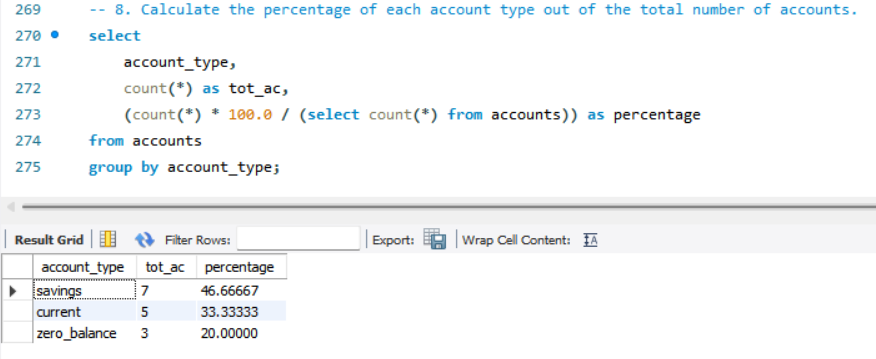 269 -- 8. Calculate the percentage of each account type out of the total number of accounts.
270 select
271 account_type,
272 count(*) as tot_ac,
273 (count(*) * 100.0 / (select count(*) from accounts)) as percentage
274 from accounts
275 group by account_type;
Result Grid Filter Rows: Export: Wrap Cell Content: IA
account_type tot_ac percentage
savings 7 46.66667
current 5 33.33333
zero_balance 3 20.00000